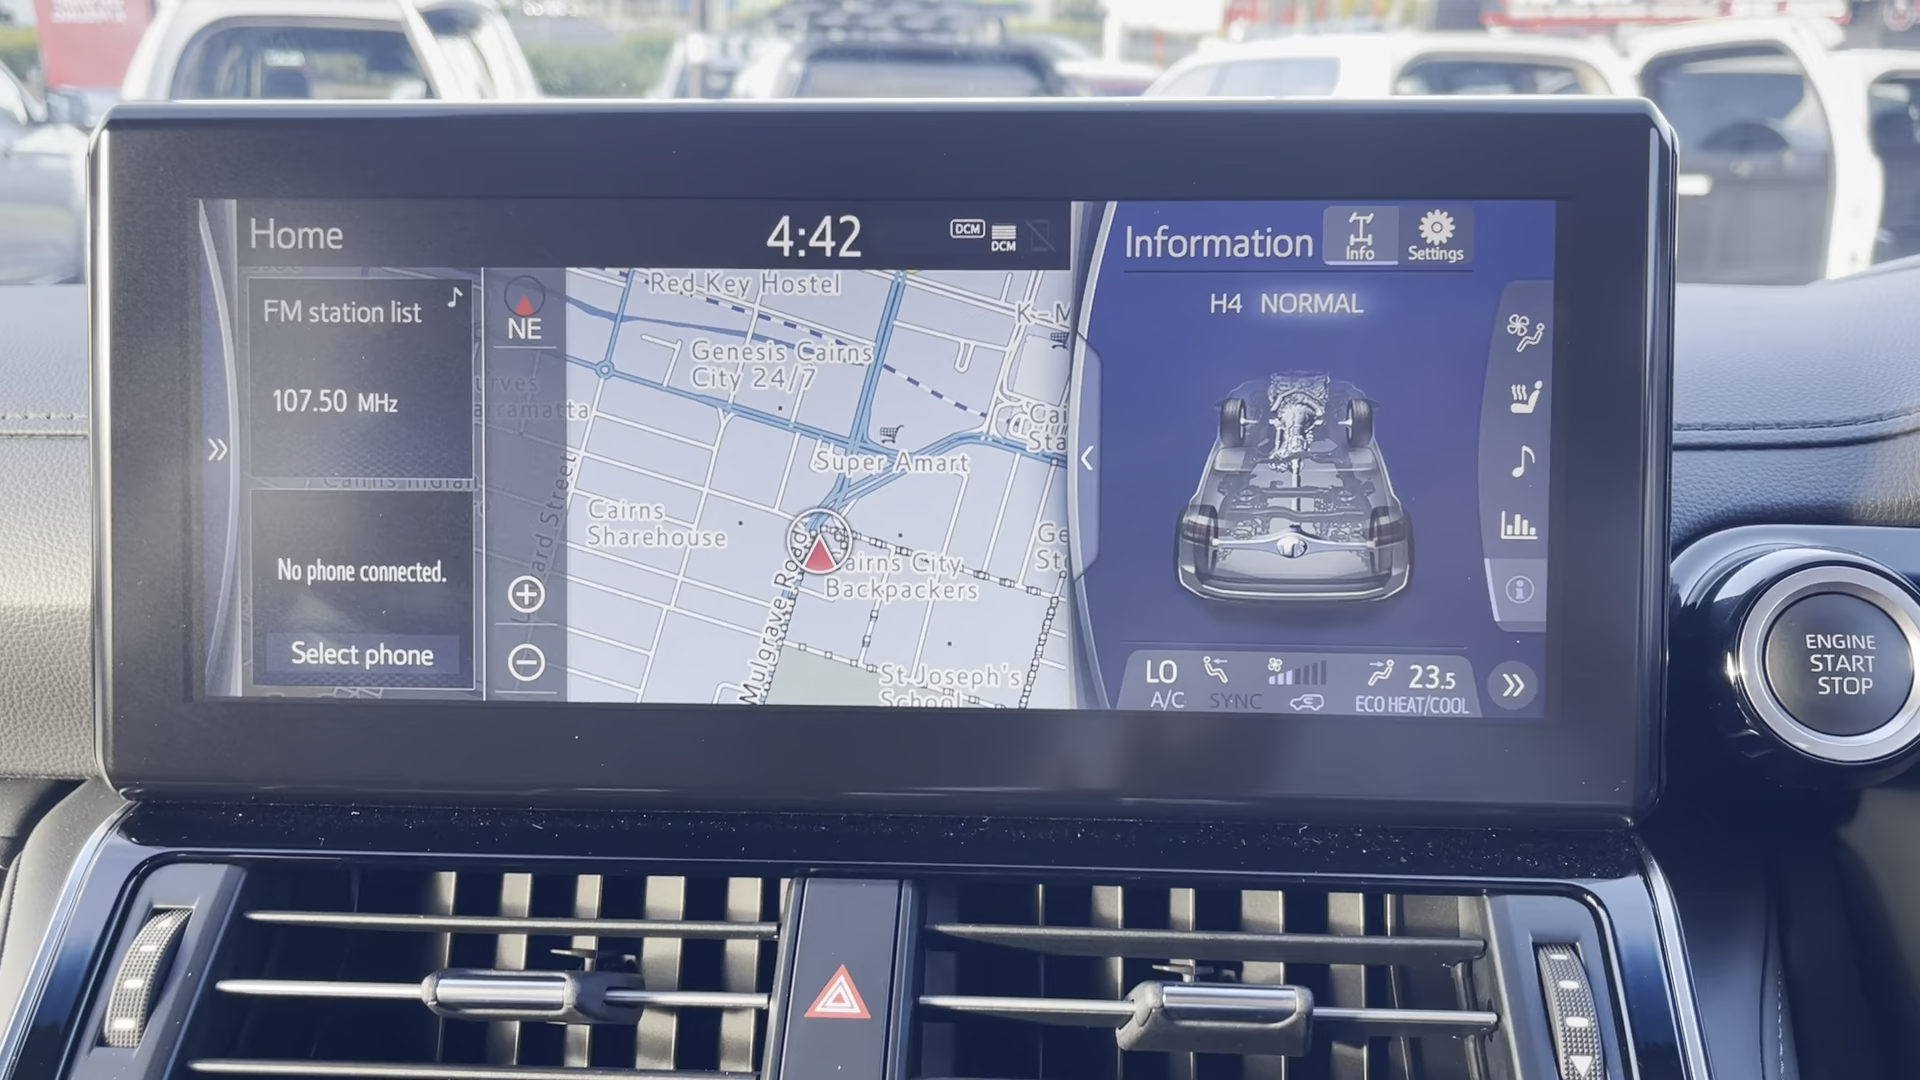 Home
4:42
DCM
DCM
Information
Info
Settings
FM station list
107.50 MHz
No phone connected.
Select phone
NE
Red Key Hostel
K-M
Genesis Cairns
City 24/7
Super Amart
Cairns
Sharehouse
Cairns City
Backpackers
Mulgrave Road
St Joseph's
School
H4 NORMAL
LO
A/C
SYNC
23.5
ECO HEAT/COOL
ENGINE
START
STOP